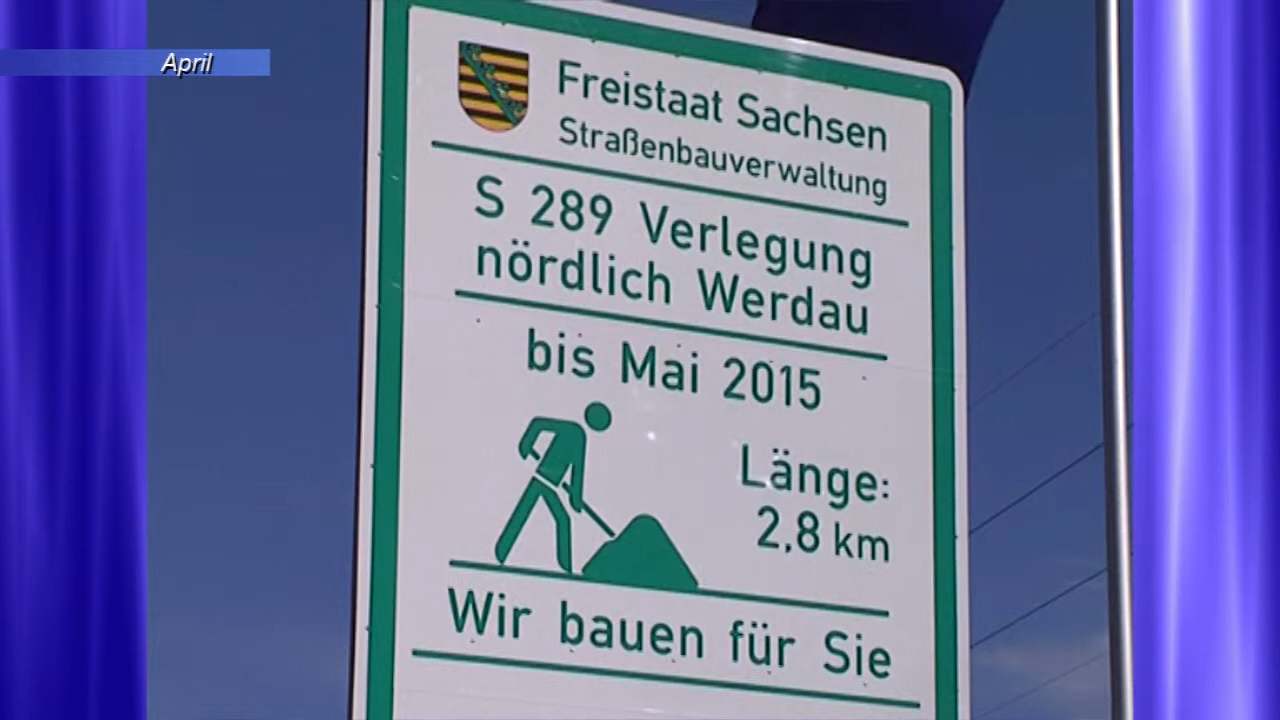 April
Freistaat Sachsen
Straßenbauverwaltung
S 289 Verlegung
nördlich Werdau
bis Mai 2015
Länge:
2,8 km
Wir bauen für Sie